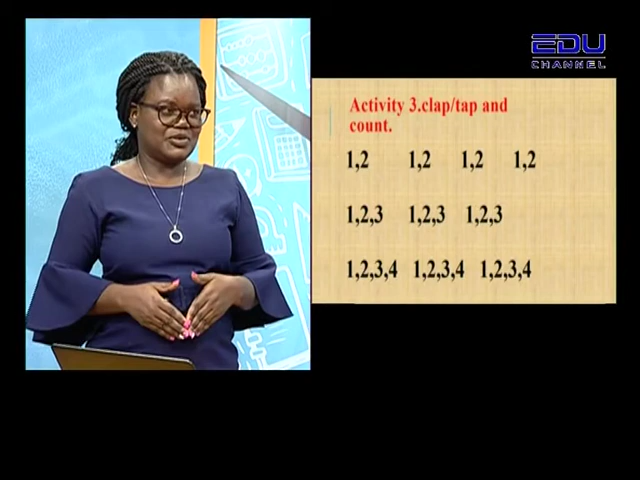 EDU
CHANNEL
Activity 3.clap/tap and
count.
1,2 1,2 1,2 1,2
1,2,3 1,2,3 1,2,3
1,2,3,4 1,2,3,4 1,2,3,4